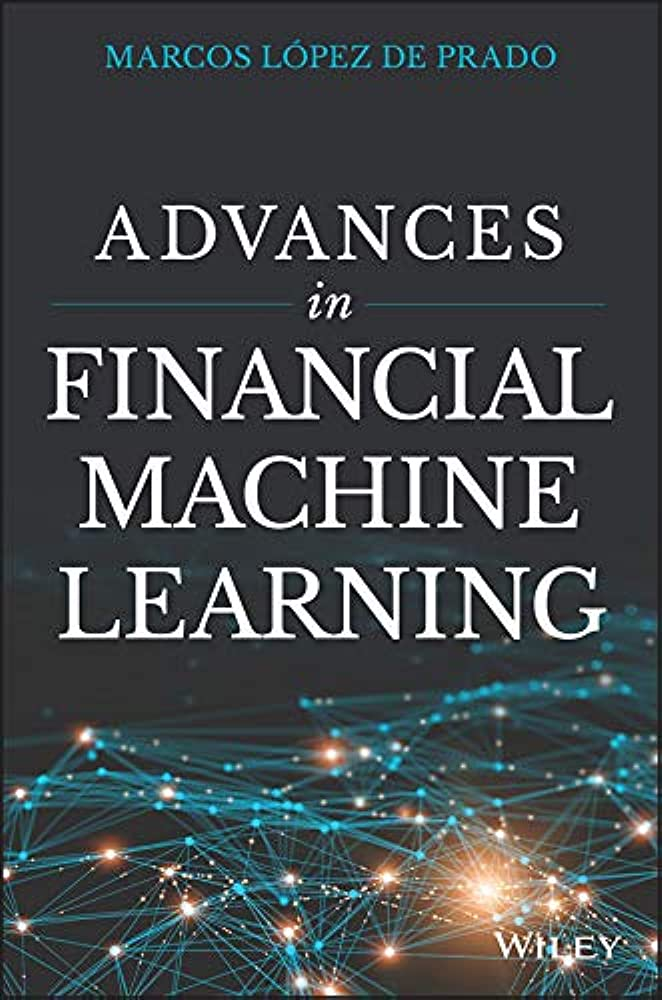 MARCOS LÓPEZ DE PRADO
ADVANCES
in
FINANCIAL
MACHINE
LEARNING
WILEY